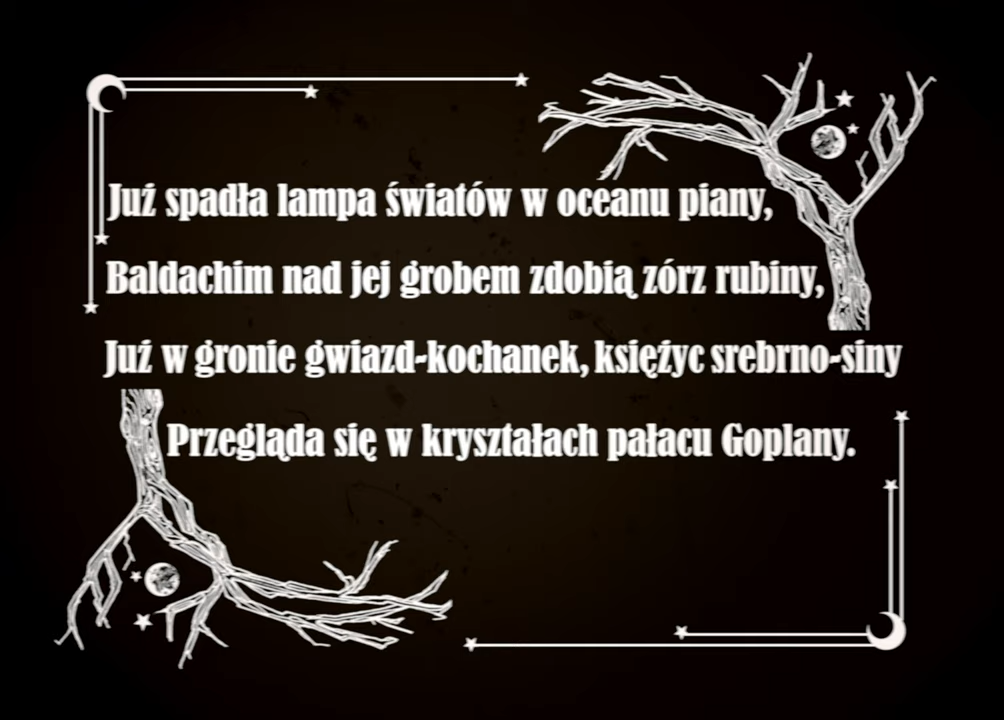 Już spadła lampa światów w oceanu piany,
Baldachim nad jej grobem zdobią zórz rubiny,
Już w gronie gwiazd-kochanek, księżyc srebrno-siny
Przegląda się w kryształach pałacu Goplany.